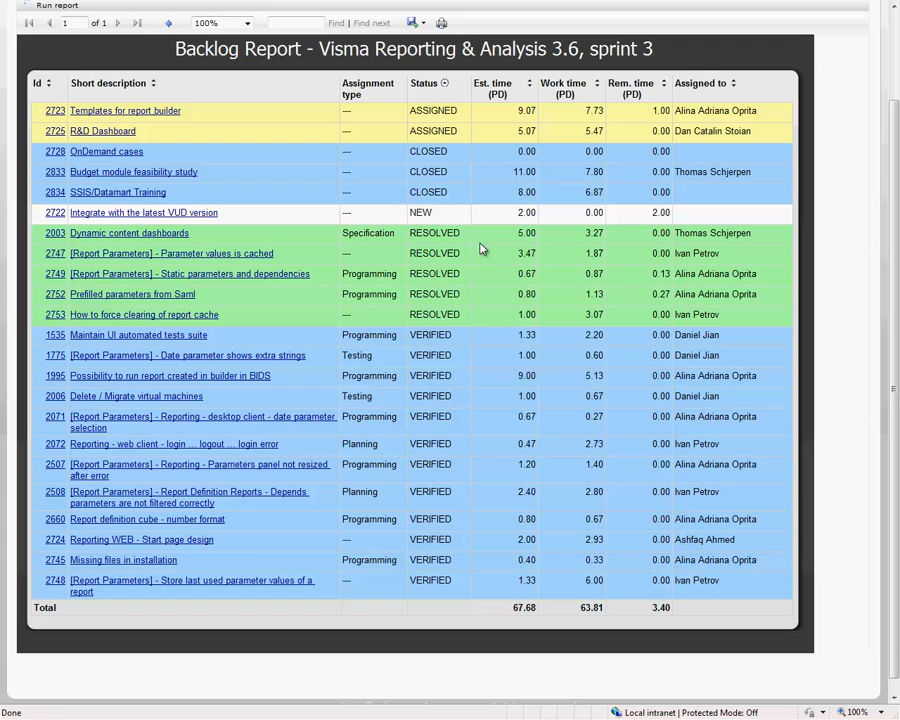 Run report
1 of 1 100% Find | Find next
Backlog Report - Visma Reporting & Analysis 3.6, sprint 3
Id Short description Assignment type Status Est. time (PD) Work time (PD) Rem. time (PD) Assigned to
2723 Templates for report builder --- ASSIGNED 9.07 7.73 1.00 Alina Adriana Oprita
2725 R&D Dashboard --- ASSIGNED 5.07 5.47 0.00 Dan Catalin Stoian
2728 OnDemand cases --- CLOSED 0.00 0.00 0.00
2833 Budget module feasibility study --- CLOSED 11.00 7.80 0.00 Thomas Schjerpen
2834 SSIS/Datamart Training --- CLOSED 8.00 6.87 0.00
2722 Integrate with the latest VUD version --- NEW 2.00 0.00 2.00
2003 Dynamic content dashboards Specification RESOLVED 5.00 3.27 0.00 Thomas Schjerpen
2747 [Report Parameters] - Parameter values is cached --- RESOLVED 3.47 1.87 0.00 Ivan Petrov
2749 [Report Parameters] - Static parameters and dependencies Programming RESOLVED 0.67 0.87 0.13 Alina Adriana Oprita
2752 Prefilled parameters from Saml Programming RESOLVED 0.80 1.13 0.27 Alina Adriana Oprita
2753 How to force clearing of report cache --- RESOLVED 1.00 3.07 0.00 Ivan Petrov
1535 Maintain UI automated tests suite Programming VERIFIED 1.33 2.20 0.00 Daniel Jian
1775 [Report Parameters] - Date parameter shows extra strings Testing VERIFIED 1.00 0.60 0.00 Daniel Jian
1995 Possibility to run report created in builder in BIDS Programming VERIFIED 9.00 5.13 0.00 Alina Adriana Oprita
2006 Delete / Migrate virtual machines Testing VERIFIED 1.00 0.67 0.00 Daniel Jian
2071 [Report Parameters] - Reporting - desktop client - date parameter Programming VERIFIED 0.67 0.27 0.00 Alina Adriana Oprita
selection
2072 Reporting - web client - login ... logout ... login error Planning VERIFIED 0.47 2.73 0.00 Ivan Petrov
2507 [Report Parameters] - Reporting - Parameters panel not resized Programming VERIFIED 1.20 1.40 0.00 Alina Adriana Oprita
after error
2508 [Report Parameters] - Report Definition Reports - Depends Planning VERIFIED 2.40 2.80 0.00 Ivan Petrov
parameters are not filtered correctly
2660 Report definition cube - number format Programming VERIFIED 0.80 0.67 0.00 Alina Adriana Oprita
2724 Reporting WEB - Start page design --- VERIFIED 2.00 2.93 0.00 Ashfaq Ahmed
2745 Missing files in installation Programming VERIFIED 0.40 0.33 0.00 Alina Adriana Oprita
2748 [Report Parameters] - Store last used parameter values of a --- VERIFIED 1.33 6.00 0.00 Ivan Petrov
report
Total 67.68 63.81 3.40
Done Local intranet | Protected Mode: Off 100%